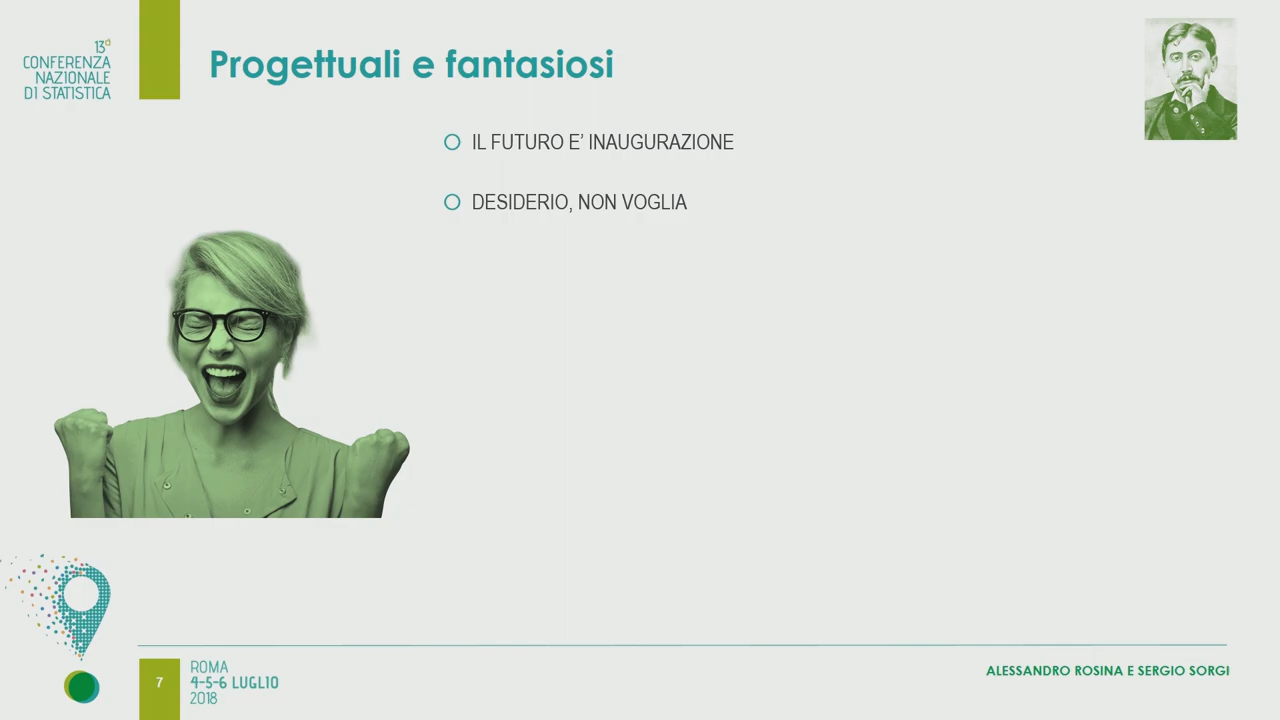 13ª
CONFERENZA
NAZIONALE
DI STATISTICA
Progettuali e fantasiosi
IL FUTURO E’ INAUGURAZIONE
DESIDERIO, NON VOGLIA
7
ROMA
4-5-6 LUGLIO
2018
ALESSANDRO ROSINA E SERGIO SORGI